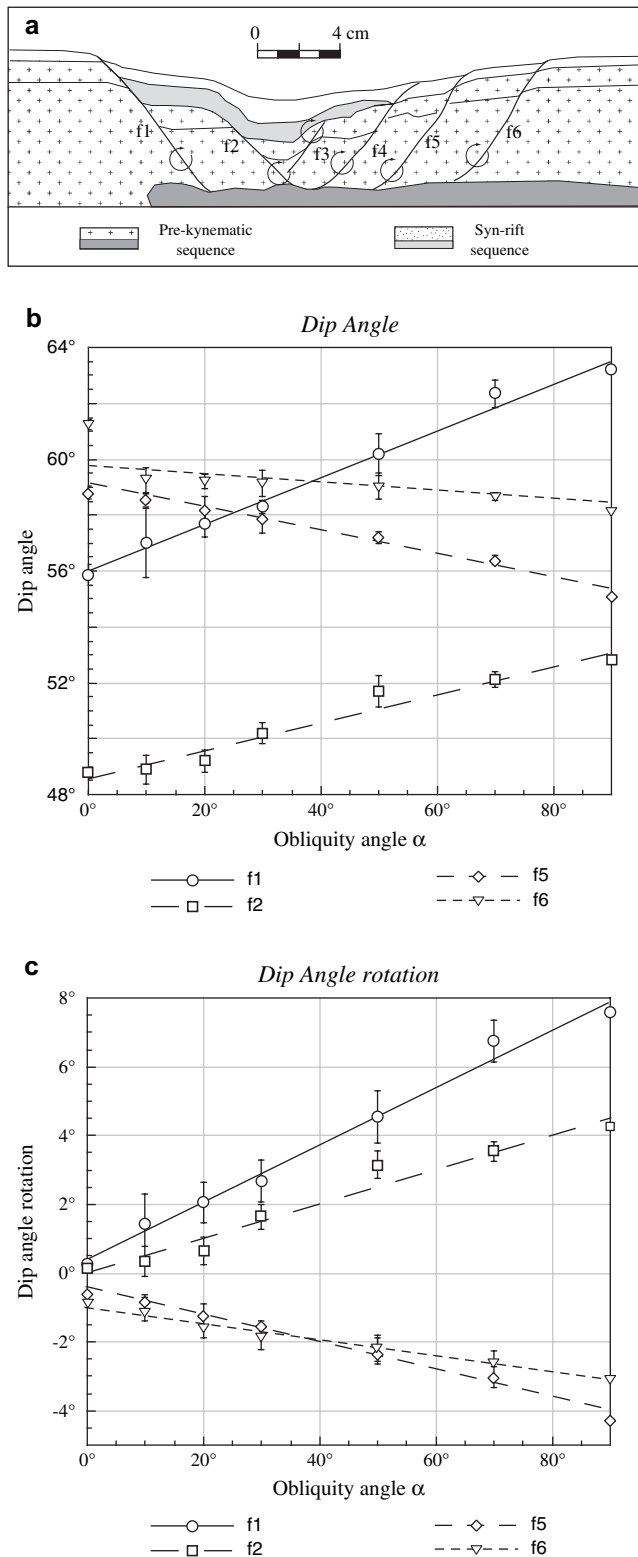 a
0 4 cm
f1
f2
f3
f4
f5
f6
Pre-kynematic sequence
Syn-rift sequence
b
Dip Angle
64°
60°
56°
52°
48°
Dip angle
0° 20° 40° 60° 80°
Obliquity angle α
f1 f5
f2 f6
c
Dip Angle rotation
8°
6°
4°
2°
0°
-2°
-4°
Dip angle rotation
0° 20° 40° 60° 80°
Obliquity angle α
f1 f5
f2 f6